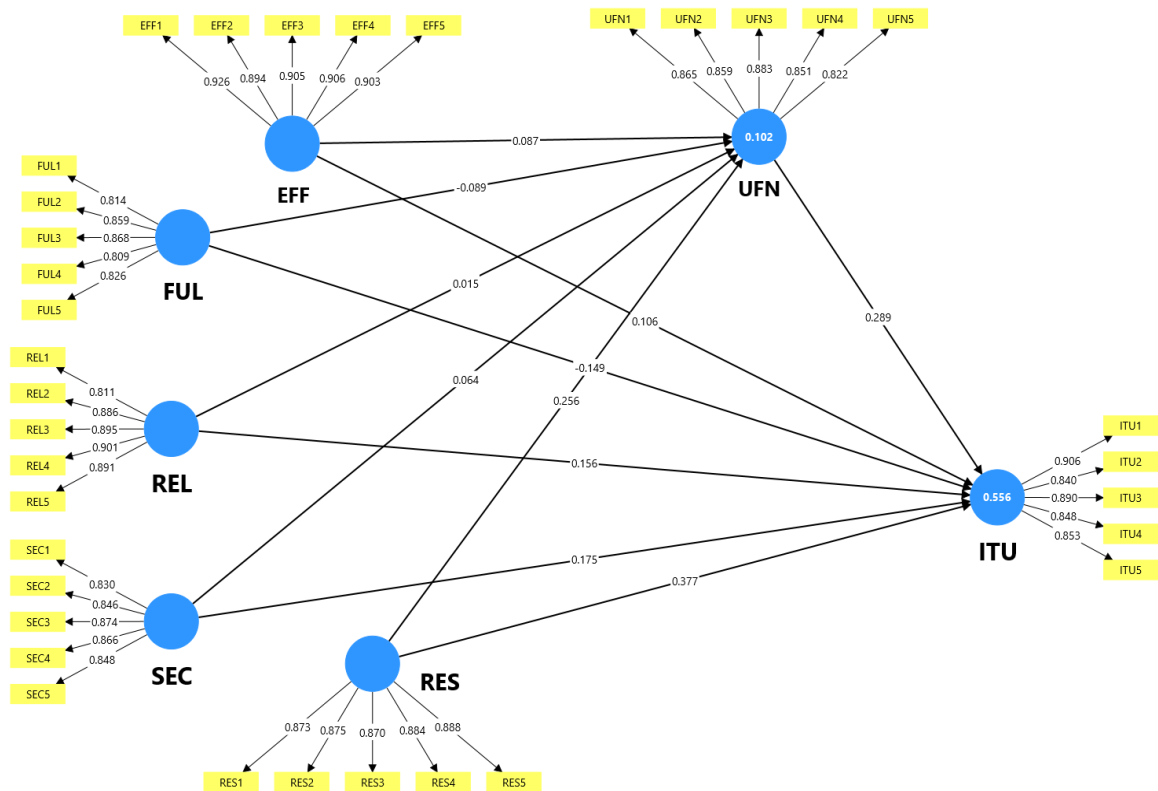 EFF1 EFF2 EFF3 EFF4 EFF5
0.926 0.894 0.905 0.906 0.903
EFF
UFN1 UFN2 UFN3 UFN4 UFN5
0.865 0.859 0.883 0.851 0.822
0.102
UFN
0.087
FUL1
FUL2
FUL3
FUL4
FUL5
0.814
0.859
0.868
0.809
0.826
FUL
-0.089
0.015
0.106
0.289
-0.149
0.064
0.256
REL1
REL2
REL3
REL4
REL5
0.811
0.886
0.895
0.901
0.891
REL
0.156
ITU1
ITU2
ITU3
ITU4
ITU5
0.906
0.840
0.890
0.848
0.853
0.556
ITU
SEC1
SEC2
SEC3
SEC4
SEC5
0.830
0.846
0.874
0.866
0.848
SEC
0.175
0.377
RES
0.873 0.875 0.870 0.884 0.888
RES1 RES2 RES3 RES4 RES5